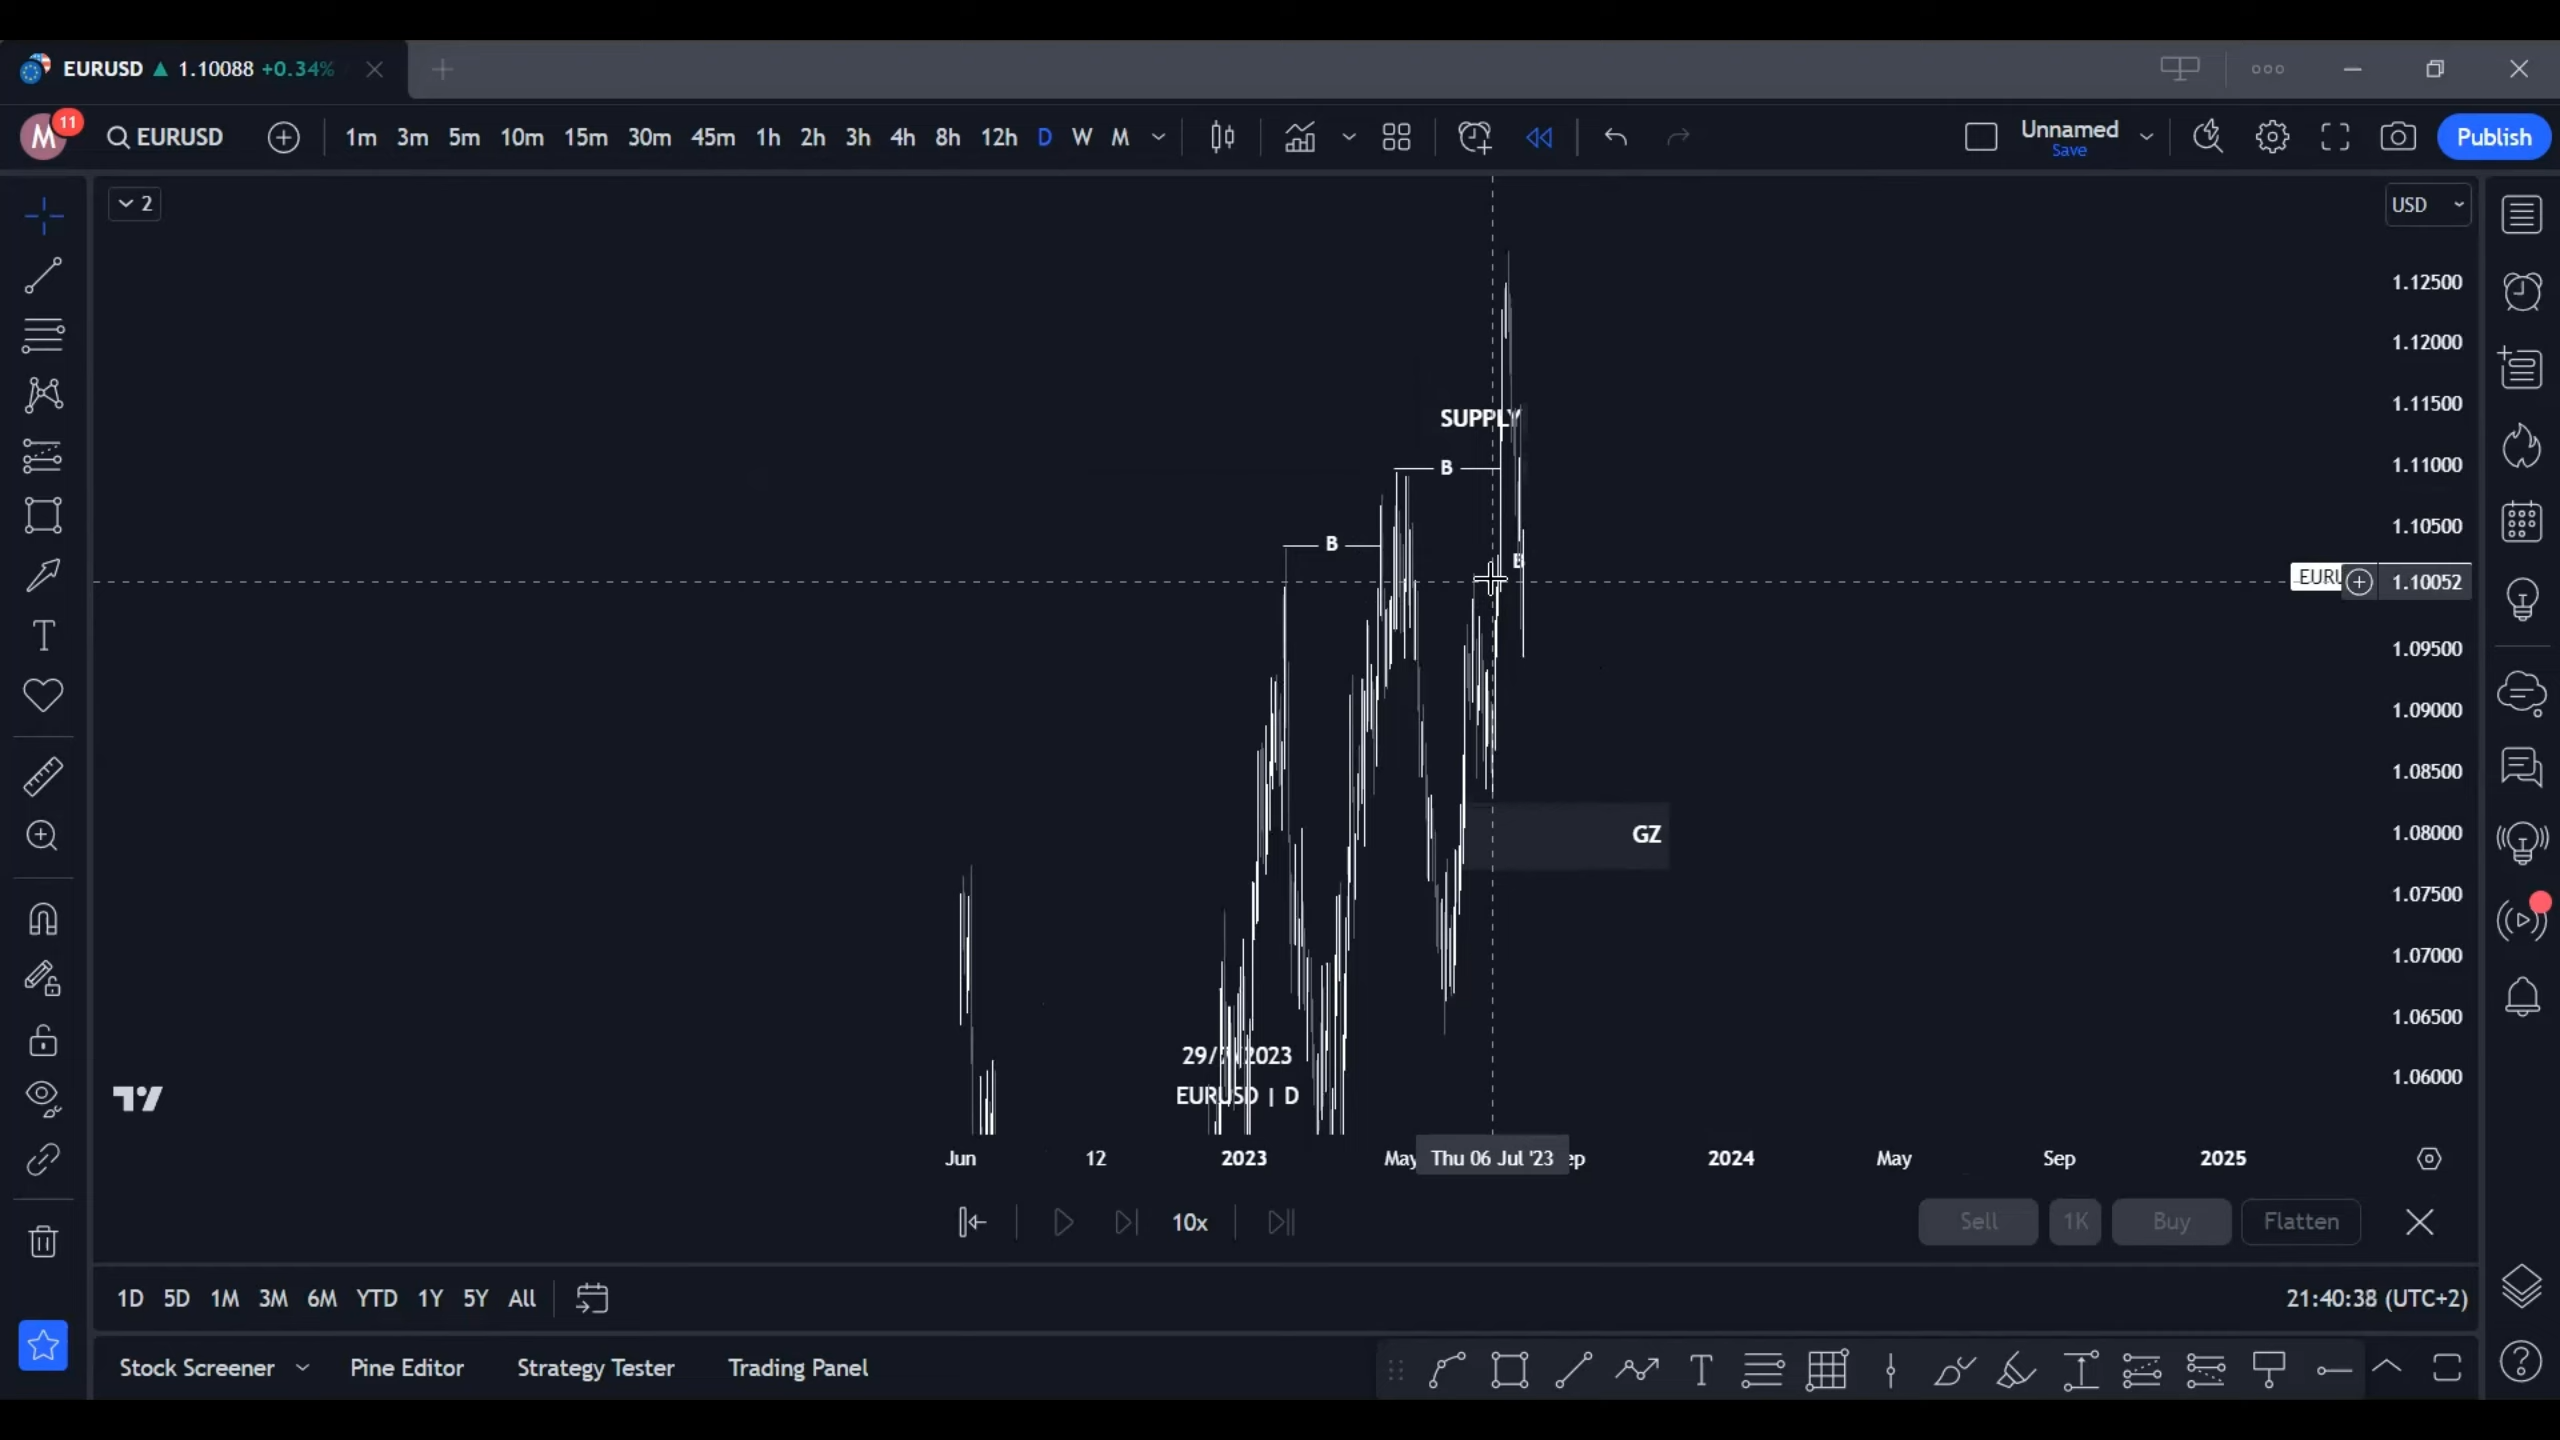 EURUSD 1.10088 +0.34%
M 11 EURUSD 1m 3m 5m 10m 15m 30m 45m 1h 2h 3h 4h 8h 12h D W M Unnamed Save Publish
2
USD
1.12500
1.12000
SUPPLY 1.11500
B 1.11000
B 1.10500
B
1.10052
1.09500
1.09000
1.08500
GZ 1.08000
1.07500
1.07000
1.06500
EURUSD | D
1.06000
Jun 12 2023 May Thu 06 Jul '23 2024 May Sep 2025
10x Sell 1K Buy Flatten
1D 5D 1M 3M 6M YTD 1Y 5Y All 21:40:38 (UTC+2)
Stock Screener Pine Editor Strategy Tester Trading Panel